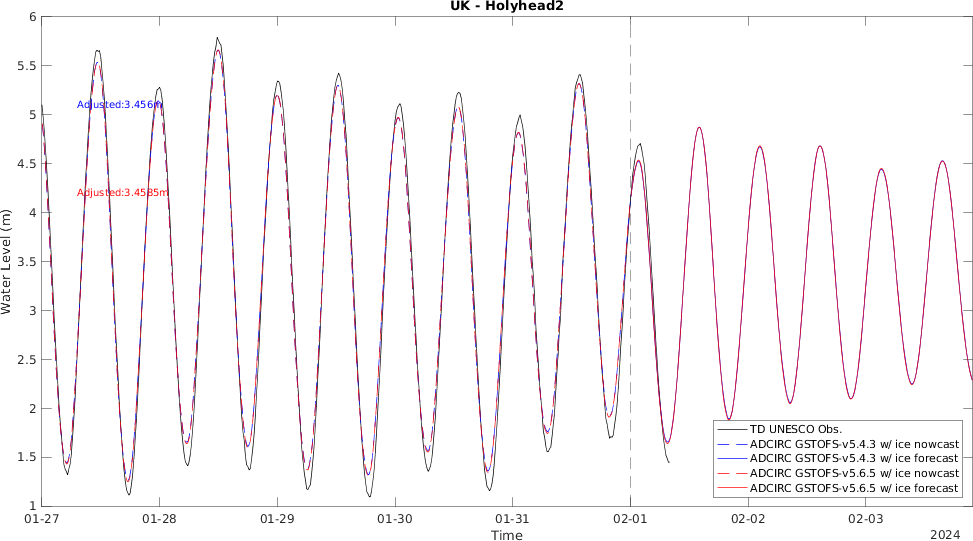 UK - Holyhead2
6
5.5
5
4.5
4
3.5
3
2.5
2
1.5
1
Water Level (m)
Adjusted:3.456m
Adjusted:3.4585m
TD UNESCO Obs.
ADCIRC GSTOFS-v5.4.3 w/ ice nowcast
ADCIRC GSTOFS-v5.4.3 w/ ice forecast
ADCIRC GSTOFS-v5.6.5 w/ ice nowcast
ADCIRC GSTOFS-v5.6.5 w/ ice forecast
01-27 01-28 01-29 01-30 01-31 02-01 02-02 02-03
Time
2024